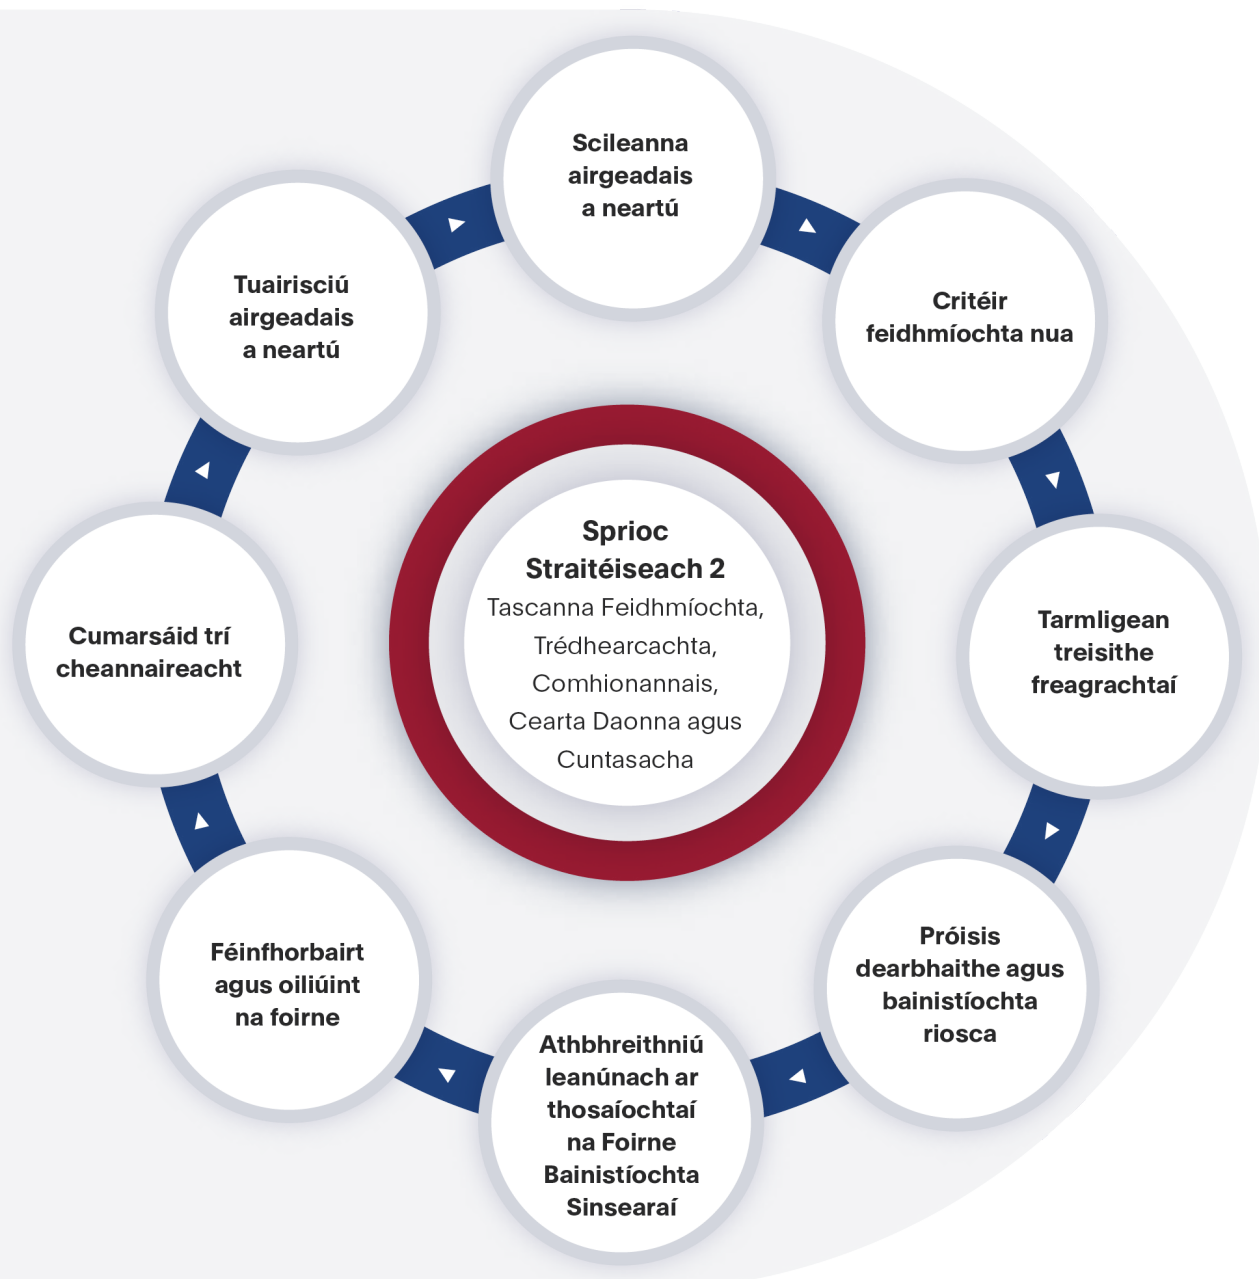 Scileanna
airgeadais
a neartú
Critéir
feidhmíochta nua
Tarmligean
treisithe
freagrachtaí
Próisis
dearbhaithe agus
bainistíochta
riosca
Athbhreithniú
leanúnach ar
thosaíochtaí
na Foirne
Bainistíochta
Sinsearaí
Féinfhorbairt
agus oiliúint
na foirne
Cumarsáid trí
cheannaireacht
Tuairisciú
airgeadais
a neartú
Sprioc
Straitéiseach 2
Tascanna Feidhmíochta,
Trédhearcachta,
Comhionannais,
Cearta Daonna agus
Cuntasacha